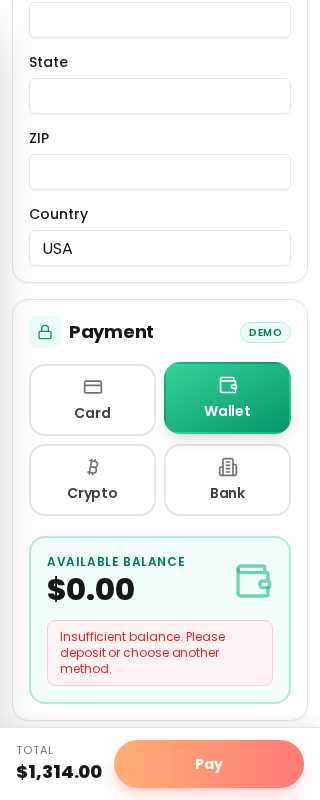 State
ZIP
Country
USA
Payment
DEMO
Card
Wallet
Crypto
Bank
AVAILABLE BALANCE
$0.00
Insufficient balance. Please
deposit or choose another
method.
TOTAL
$1,314.00
Pay